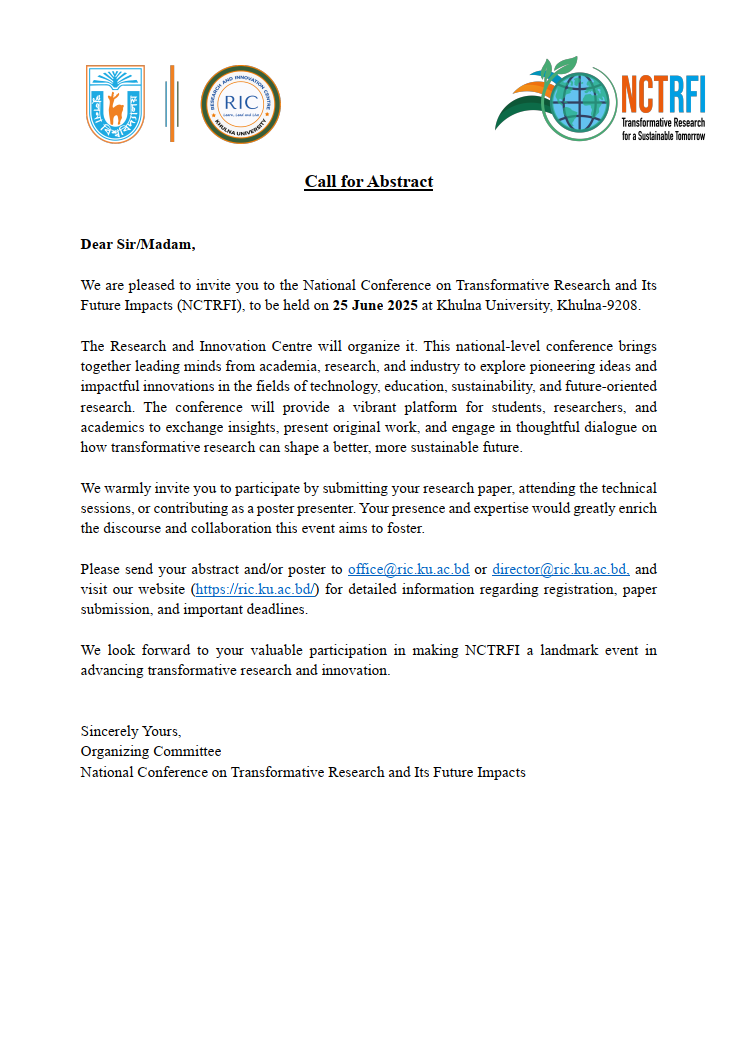 খুলনা বিশ্ববিদ্যালয়
RESEARCH AND INNOVATION CENTRE
RIC
Learn, Lead and Live
KHULNA UNIVERSITY
NCTRFI
Transformative Research
for a Sustainable Tomorrow
Call for Abstract
Dear Sir/Madam,
We are pleased to invite you to the National Conference on Transformative Research and Its
Future Impacts (NCTRFI), to be held on 25 June 2025 at Khulna University, Khulna-9208.
The Research and Innovation Centre will organize it. This national-level conference brings
together leading minds from academia, research, and industry to explore pioneering ideas and
impactful innovations in the fields of technology, education, sustainability, and future-oriented
research. The conference will provide a vibrant platform for students, researchers, and
academics to exchange insights, present original work, and engage in thoughtful dialogue on
how transformative research can shape a better, more sustainable future.
We warmly invite you to participate by submitting your research paper, attending the technical
sessions, or contributing as a poster presenter. Your presence and expertise would greatly enrich
the discourse and collaboration this event aims to foster.
Please send your abstract and/or poster to office@ric.ku.ac.bd or director@ric.ku.ac.bd, and
visit our website (https://ric.ku.ac.bd/) for detailed information regarding registration, paper
submission, and important deadlines.
We look forward to your valuable participation in making NCTRFI a landmark event in
advancing transformative research and innovation.
Sincerely Yours,
Organizing Committee
National Conference on Transformative Research and Its Future Impacts